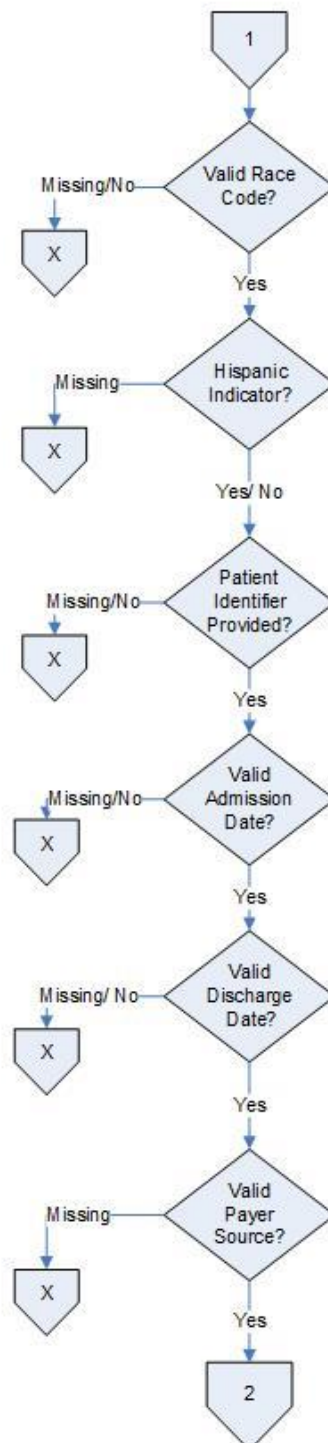 1
Valid Race
Code?
Missing/No
X
Yes
Hispanic
Indicator?
Missing
X
Yes/ No
Patient
Identifier
Provided?
Missing/No
X
Yes
Valid
Admission
Date?
Missing/No
X
Yes
Valid
Discharge
Date?
Missing/ No
X
Yes
Valid
Payer
Source?
Missing
X
Yes
2